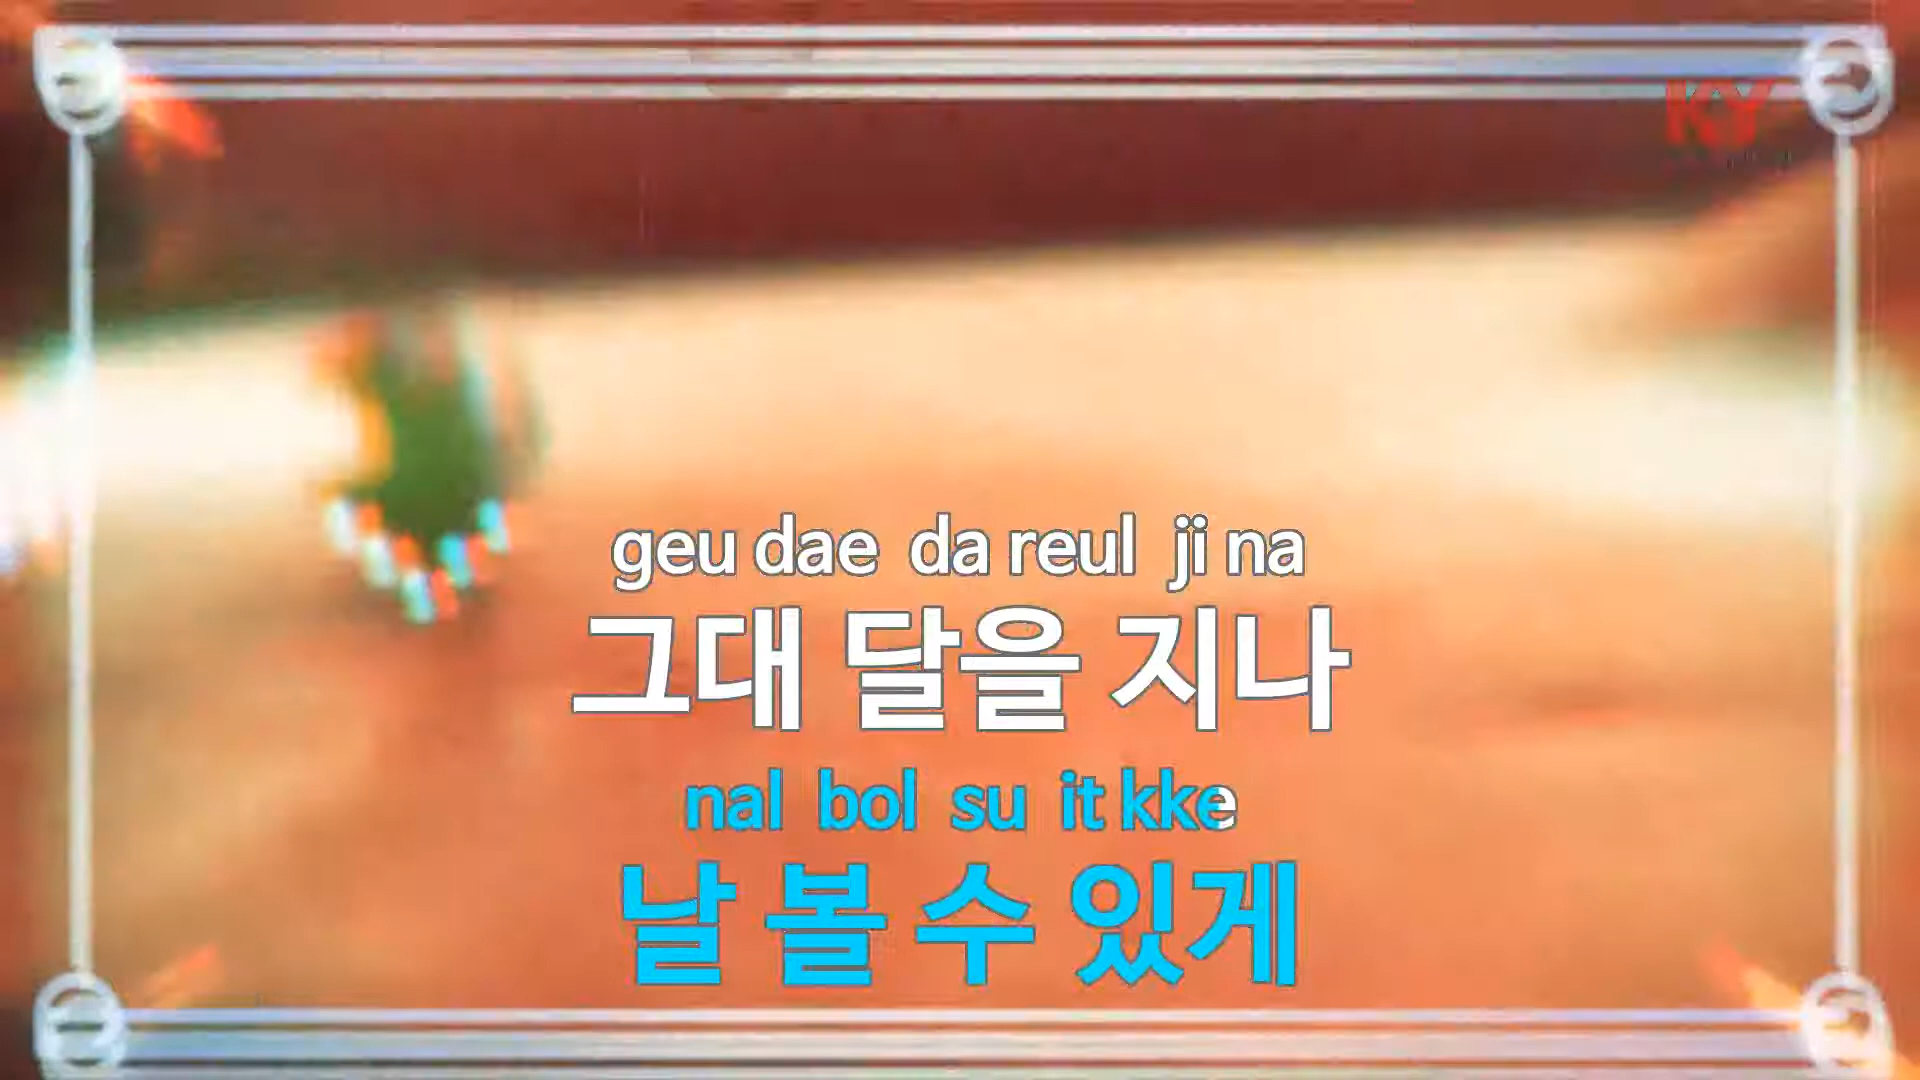 KY
geu dae da reul ji na
그대 달을 지나
nal bol su it kke
날 볼 수 있게